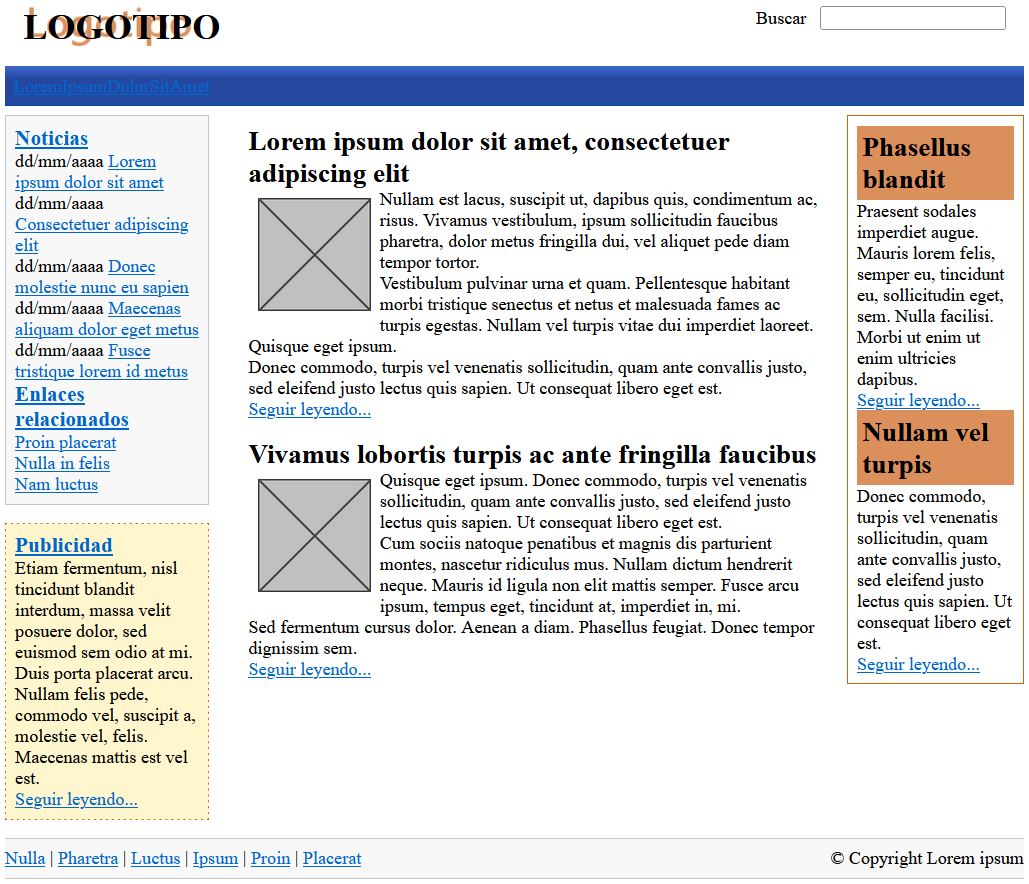 Logotipo
LOGOTIPO
Buscar
LoremIpsumDolorSitAmet
Noticias
dd/mm/aaaa Lorem
ipsum dolor sit amet
dd/mm/aaaa
Consectetuer adipiscing
elit
dd/mm/aaaa Donec
molestie nunc eu sapien
dd/mm/aaaa Maecenas
aliquam dolor eget metus
dd/mm/aaaa Fusce
tristique lorem id metus
Enlaces
relacionados
Proin placerat
Nulla in felis
Nam luctus
Publicidad
Etiam fermentum, nisl
tincidunt blandit
interdum, massa velit
posuere dolor, sed
euismod sem odio at mi.
Duis porta placerat arcu.
Nullam felis pede,
commodo vel, suscipit a,
molestie vel, felis.
Maecenas mattis est vel
est.
Seguir leyendo...
Lorem ipsum dolor sit amet, consectetuer
adipiscing elit
Nullam est lacus, suscipit ut, dapibus quis, condimentum ac,
risus. Vivamus vestibulum, ipsum sollicitudin faucibus
pharetra, dolor metus fringilla dui, vel aliquet pede diam
tempor tortor.
Vestibulum pulvinar urna et quam. Pellentesque habitant
morbi tristique senectus et netus et malesuada fames ac
turpis egestas. Nullam vel turpis vitae dui imperdiet laoreet.
Quisque eget ipsum.
Donec commodo, turpis vel venenatis sollicitudin, quam ante convallis justo,
sed eleifend justo lectus quis sapien. Ut consequat libero eget est.
Seguir leyendo...
Vivamus lobortis turpis ac ante fringilla faucibus
Quisque eget ipsum. Donec commodo, turpis vel venenatis
sollicitudin, quam ante convallis justo, sed eleifend justo
lectus quis sapien. Ut consequat libero eget est.
Cum sociis natoque penatibus et magnis dis parturient
montes, nascetur ridiculus mus. Nullam dictum hendrerit
neque. Mauris id ligula non elit mattis semper. Fusce arcu
ipsum, tempus eget, tincidunt at, imperdiet in, mi.
Sed fermentum cursus dolor. Aenean a diam. Phasellus feugiat. Donec tempor
dignissim sem.
Seguir leyendo...
Phasellus
blandit
Praesent sodales
imperdiet augue.
Mauris lorem felis,
semper eu, tincidunt
eu, sollicitudin eget,
sem. Nulla facilisi.
Morbi ut enim ut
enim ultricies
dapibus.
Seguir leyendo...
Nullam vel
turpis
Donec commodo,
turpis vel venenatis
sollicitudin, quam
ante convallis justo,
sed eleifend justo
lectus quis sapien. Ut
consequat libero eget
est.
Seguir leyendo...
Nulla | Pharetra | Luctus | Ipsum | Proin | Placerat
© Copyright Lorem ipsum